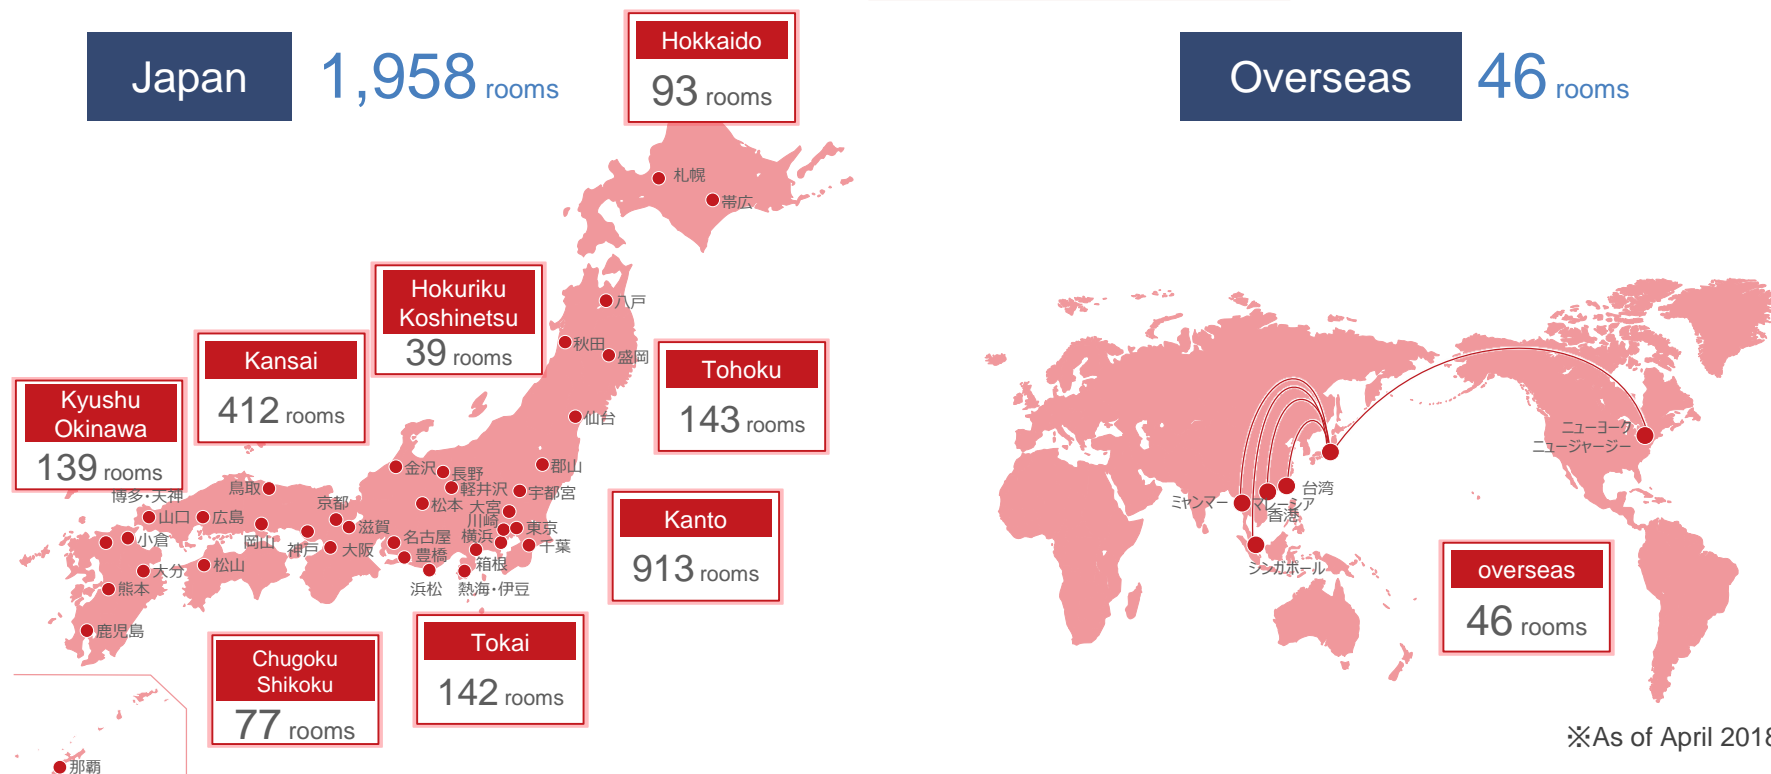 Japan 1,958 rooms
Overseas 46 rooms
Hokkaido
93 rooms
札幌
帯広
Hokuriku
Koshinetsu
39 rooms
八戸
秋田
盛岡
Kansai
412 rooms
Tohoku
143 rooms
Kyushu
Okinawa
139 rooms
仙台
金沢
長野
郡山
軽井沢
宇都宮
鳥取
京都
松本
大宮
博多・天神
山口
広島
滋賀
川崎
東京
岡山
神戸
大阪
名古屋
横浜
千葉
小倉
豊橋
箱根
松山
大分
浜松
熱海・伊豆
熊本
鹿児島
Kanto
913 rooms
Tokai
142 rooms
Chugoku
Shikoku
77 rooms
那覇
ニューヨーク
ニュージャージー
台湾
ミャンマー
マレーシア
香港
シンガポール
overseas
46 rooms
※As of April 2018